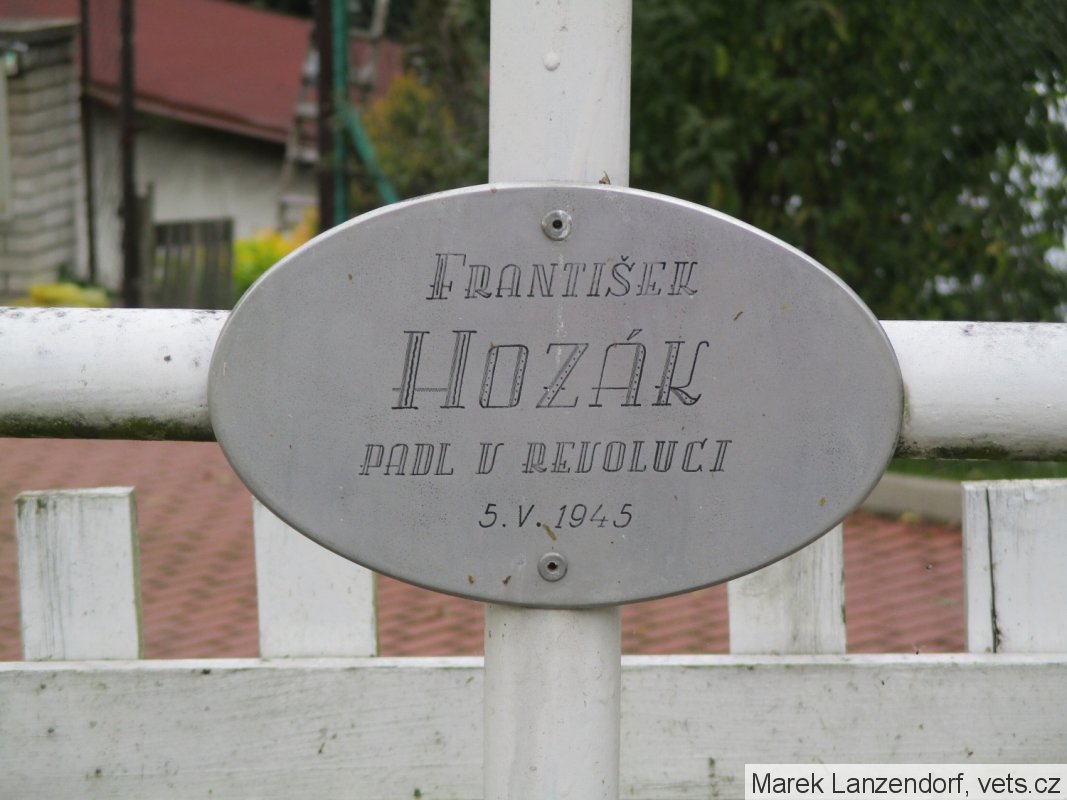 František
Hozák
PADL V REVOLUCI
5. V. 1945
Marek Lanzendorf, vets.cz